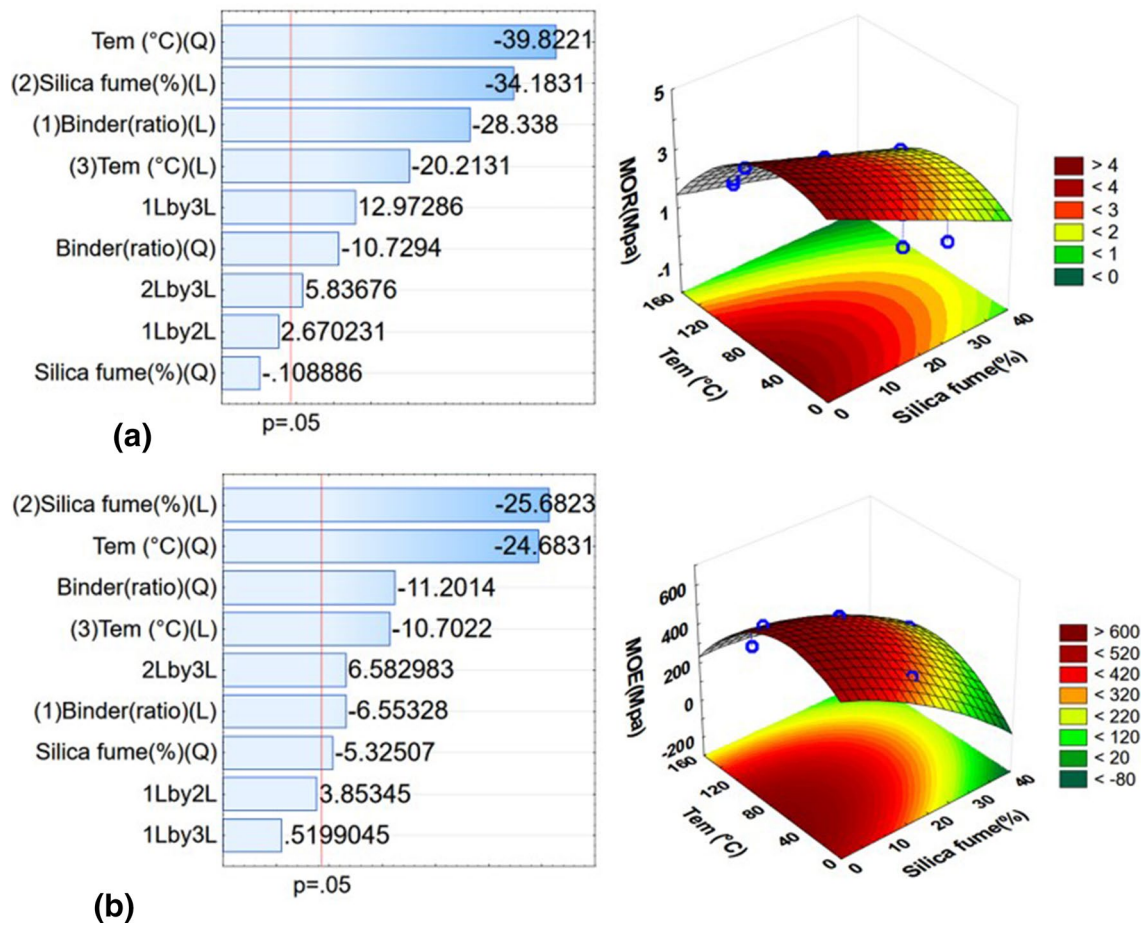 Tem (°C)(Q)
-39.8221
(2)Silica fume(%)(L)
-34.1831
(1)Binder(ratio)(L)
-28.338
(3)Tem (°C)(L)
-20.2131
1Lby3L
12.97286
Binder(ratio)(Q)
-10.7294
2Lby3L
5.83676
1Lby2L
2.670231
Silica fume(%)(Q)
-.108886
p=.05
(a)
MOR(Mpa)
5
3
1
-1
160
120
80
40
0
Tem (°C)
0
10
20
30
40
Silica fume(%)
> 4
< 4
< 3
< 2
< 1
< 0
(2)Silica fume(%)(L)
-25.6823
Tem (°C)(Q)
-24.6831
Binder(ratio)(Q)
-11.2014
(3)Tem (°C)(L)
-10.7022
2Lby3L
6.582983
(1)Binder(ratio)(L)
-6.55328
Silica fume(%)(Q)
-5.32507
1Lby2L
3.85345
1Lby3L
.5199045
p=.05
(b)
MOE(Mpa)
600
400
200
0
-200
160
120
80
40
0
Tem (°C)
0
10
20
30
40
Silica fume(%)
> 600
< 520
< 420
< 320
< 220
< 120
< 20
< -80